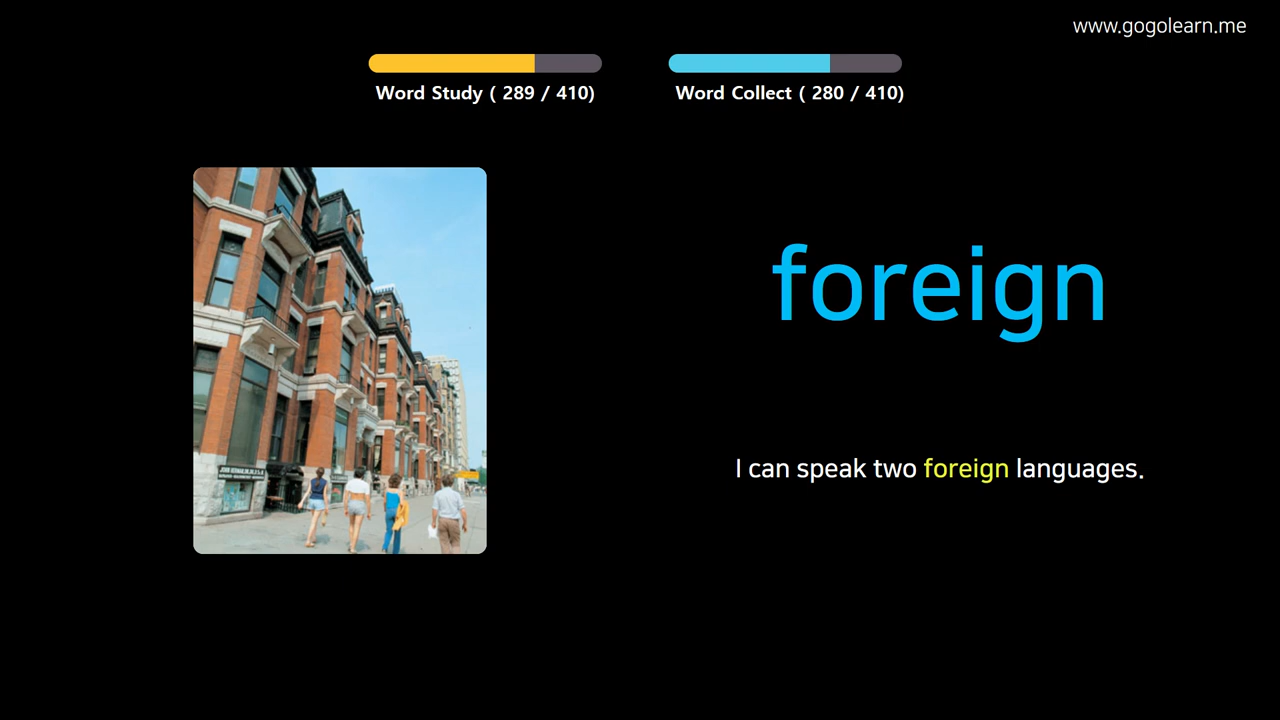 www.gogolearn.me
Word Study ( 289 / 410)
Word Collect ( 280 / 410)
foreign
I can speak two foreign languages.